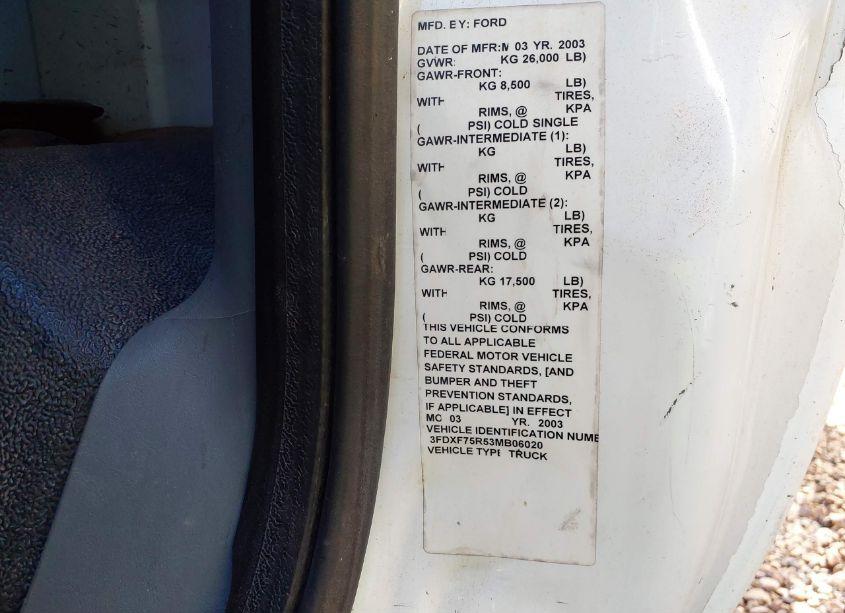 MFD. BY: FORD
DATE OF MFR:M 03 YR. 2003
GVWR: KG 26,000 LB)
GAWR-FRONT:
KG 8,500 LB)
WITH TIRES,
RIMS, @ KPA
( PSI) COLD SINGLE
GAWR-INTERMEDIATE (1):
KG LB)
WITH TIRES,
RIMS, @ KPA
( PSI) COLD
GAWR-INTERMEDIATE (2):
KG LB)
WITH TIRES,
RIMS, @ KPA
( PSI) COLD
GAWR-REAR:
KG 17,500 LB)
WITH TIRES,
RIMS, @ KPA
( PSI) COLD
THIS VEHICLE CONFORMS
TO ALL APPLICABLE
FEDERAL MOTOR VEHICLE
SAFETY STANDARDS, [AND
BUMPER AND THEFT
PREVENTION STANDARDS,
IF APPLICABLE] IN EFFECT
MO 03 YR. 2003
VEHICLE IDENTIFICATION NUMB
3FDXF75R53MB06020
VEHICLE TYPE TRUCK